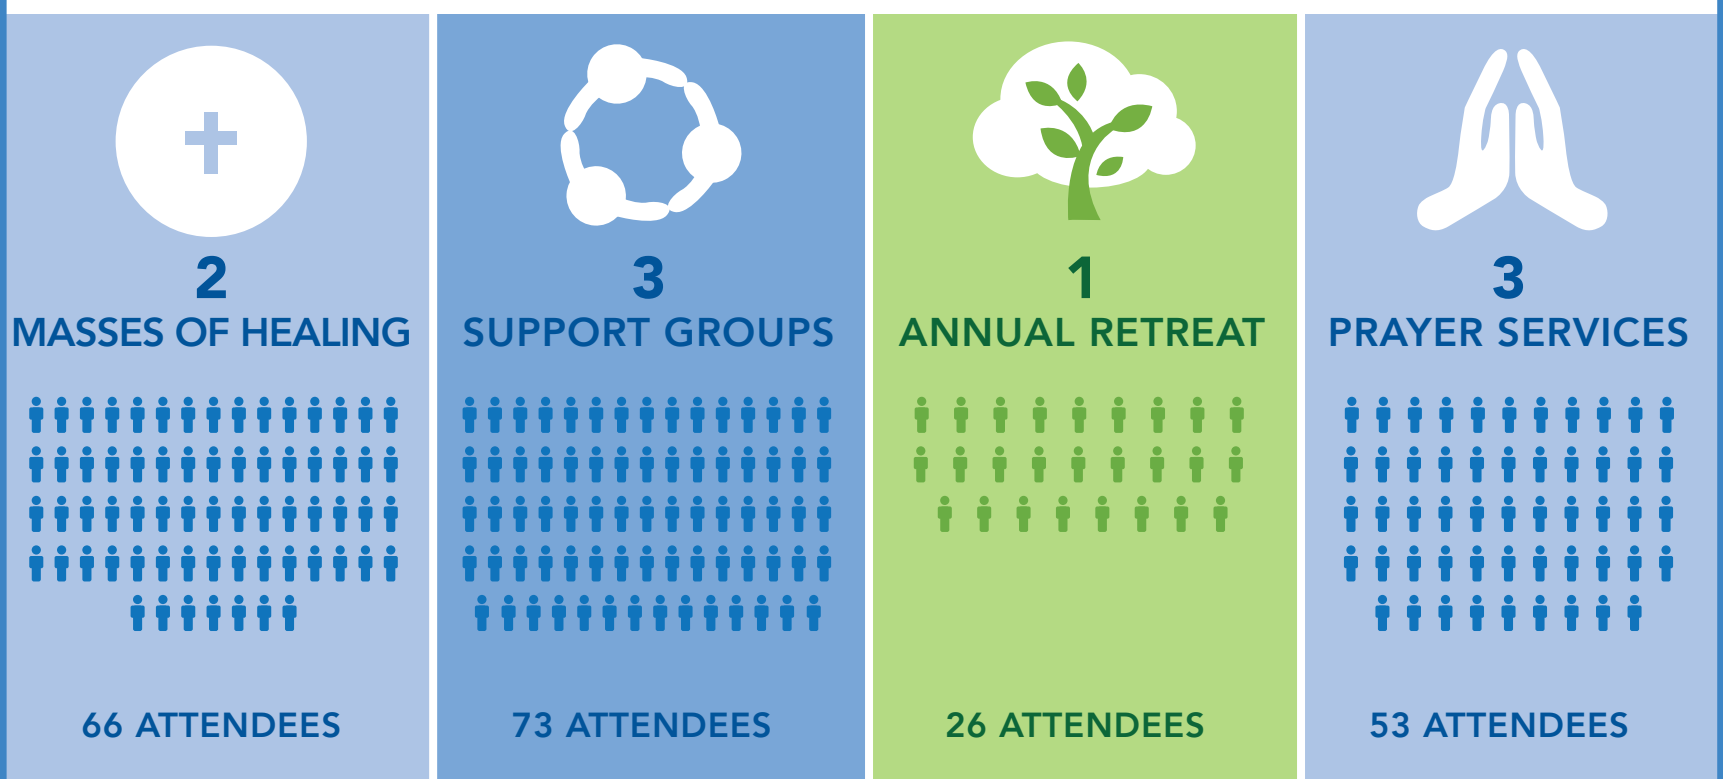 2
MASSES OF HEALING
66 ATTENDEES
3
SUPPORT GROUPS
73 ATTENDEES
1
ANNUAL RETREAT
26 ATTENDEES
3
PRAYER SERVICES
53 ATTENDEES